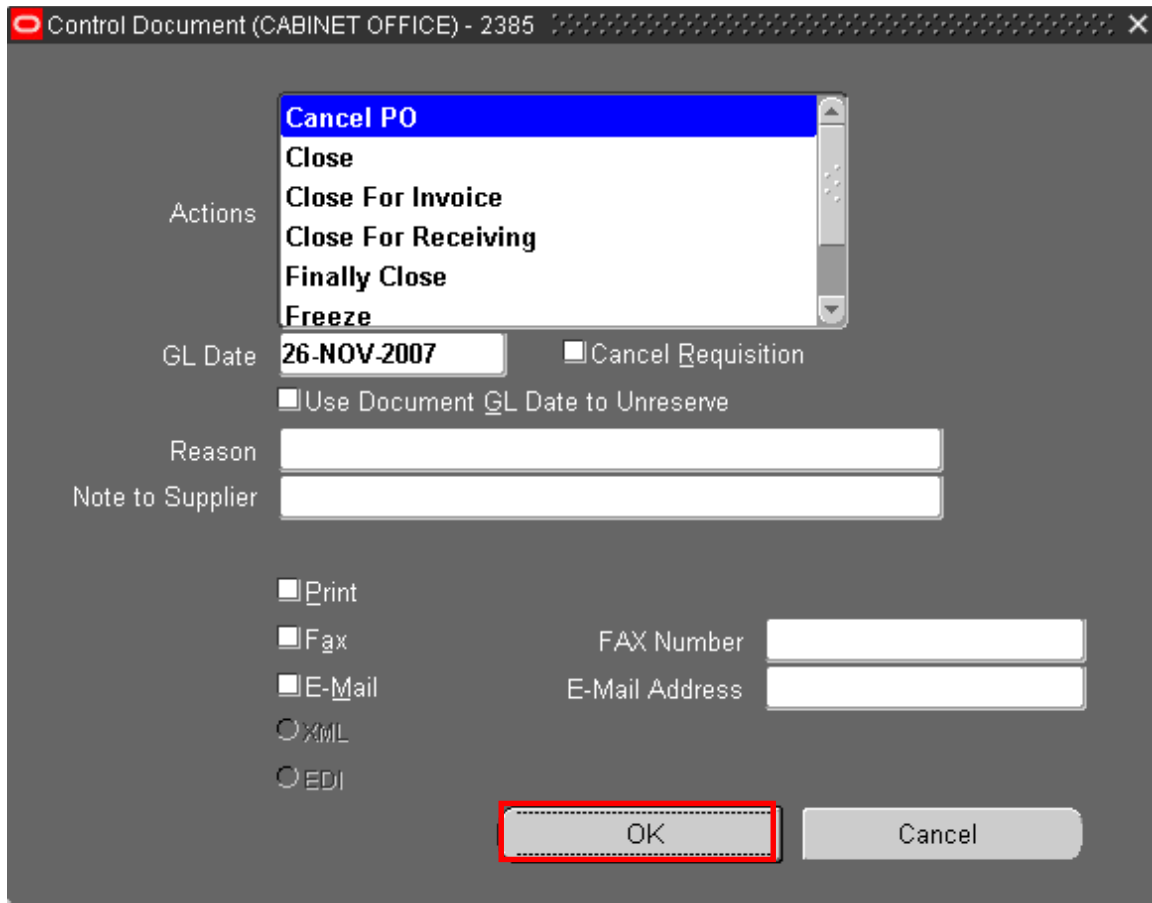 Control Document (CABINET OFFICE) - 2385
Actions
Cancel PO
Close
Close For Invoice
Close For Receiving
Finally Close
Freeze
GL Date 26-NOV-2007 Cancel Requisition
Use Document GL Date to Unreserve
Reason
Note to Supplier
Print
Fax FAX Number
E-Mail E-Mail Address
XML
EDI
OK Cancel